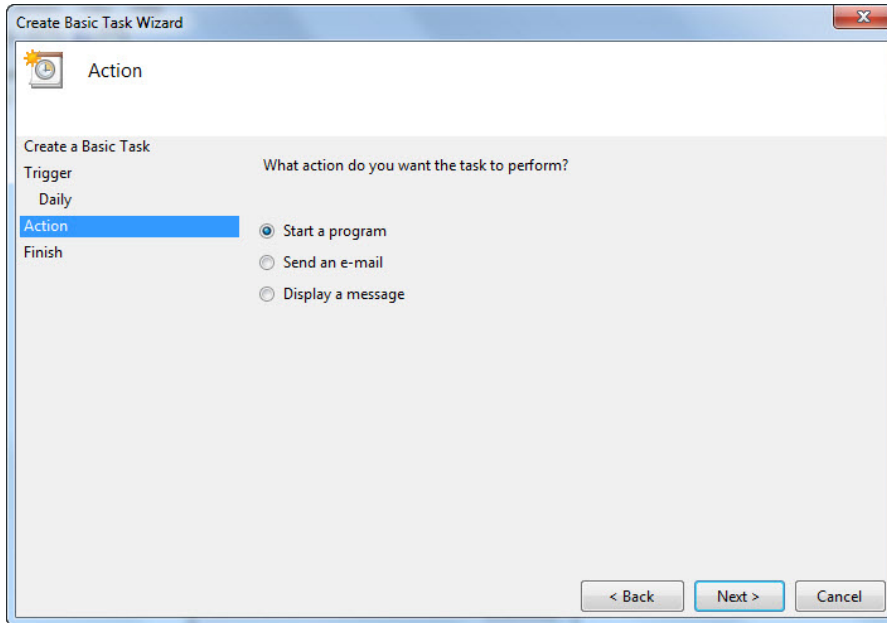 Create Basic Task Wizard
Action
Create a Basic Task
Trigger
Daily
Action
Finish
What action do you want the task to perform?
Start a program
Send an e-mail
Display a message
< Back
Next >
Cancel